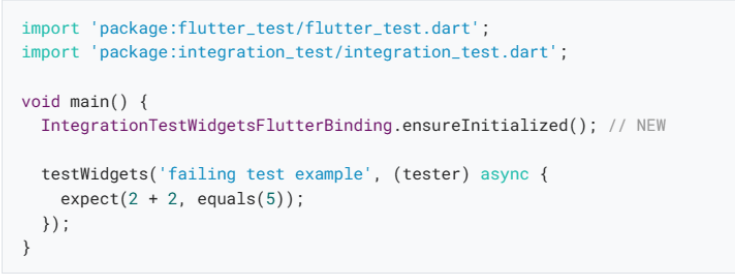 import 'package:flutter_test/flutter_test.dart';
import 'package:integration_test/integration_test.dart';

void main() {
  IntegrationTestWidgetsFlutterBinding.ensureInitialized(); // NEW

  testWidgets('failing test example', (tester) async {
    expect(2 + 2, equals(5));
  });
}